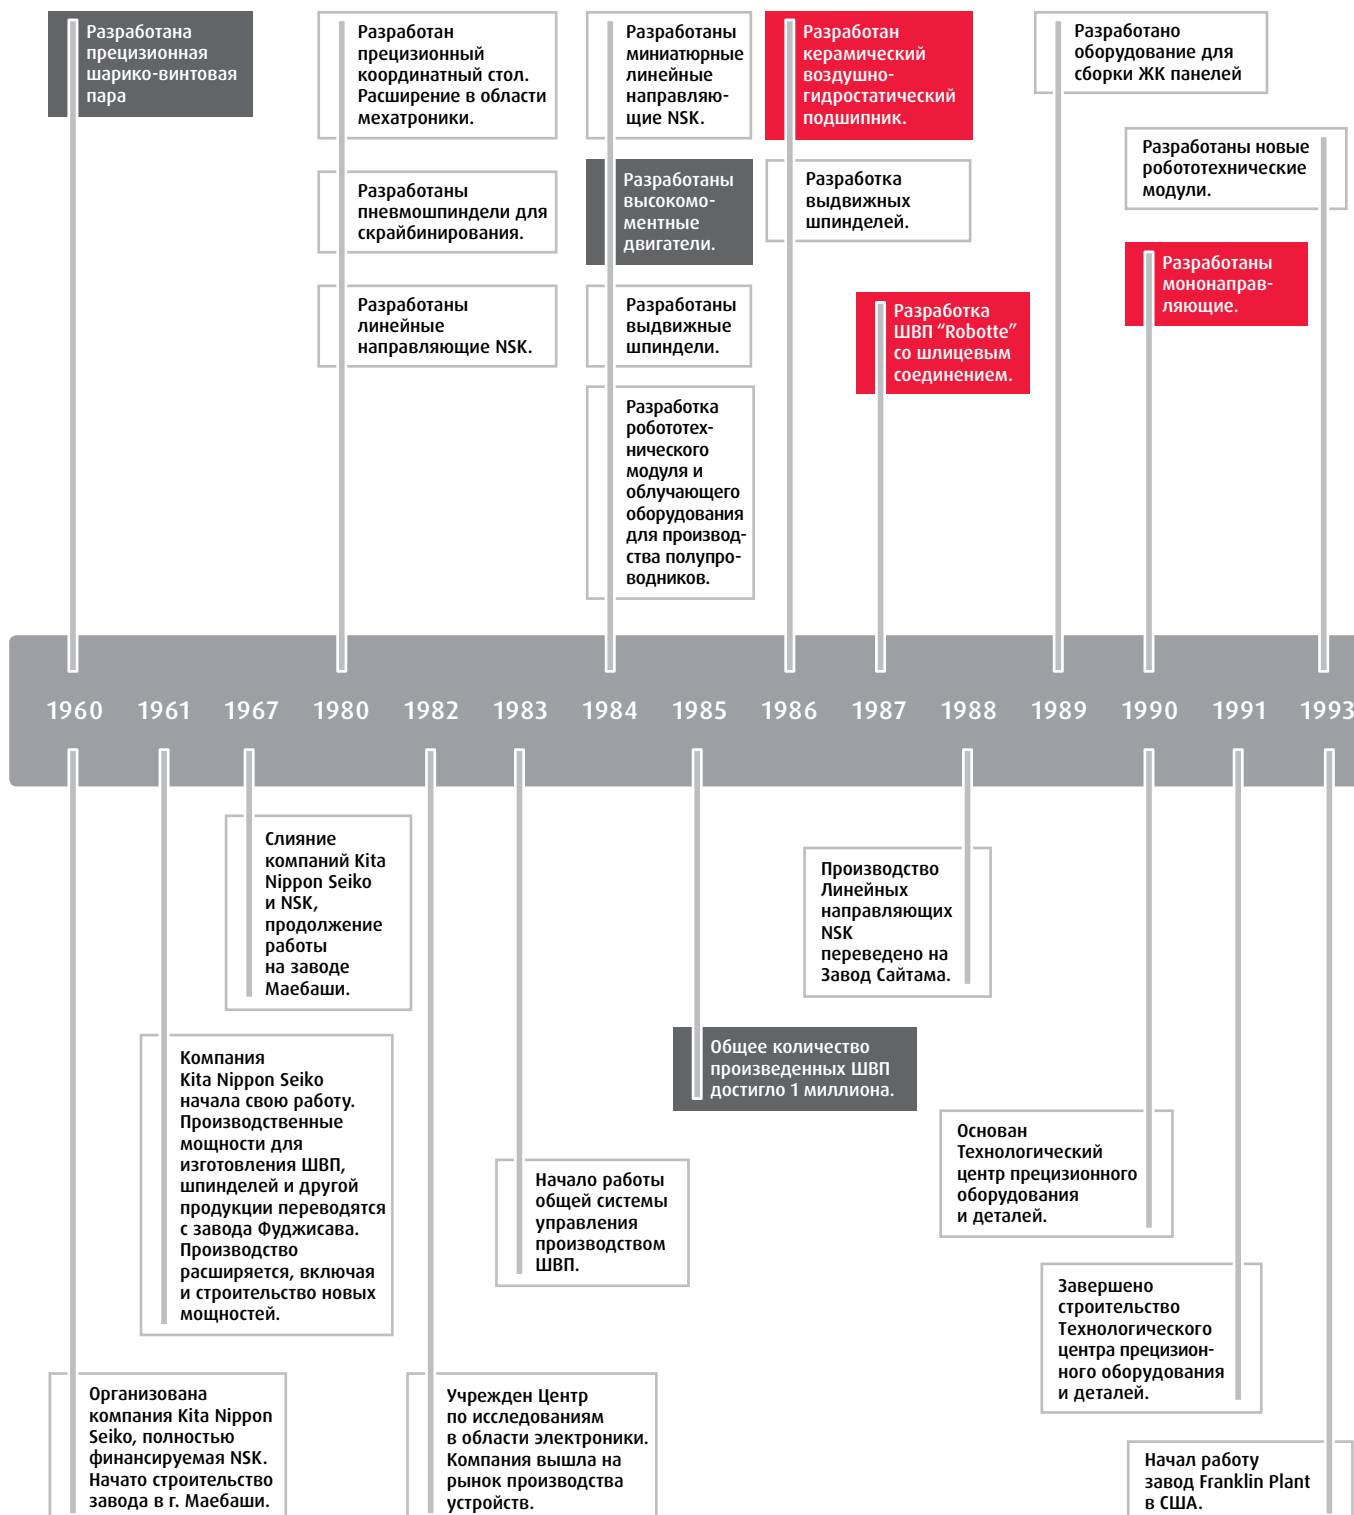 Разработана
прецизионная
шарико-винтовая
пара
Разработан
прецизионный
координатный стол.
Расширение в области
мехатроники.
Разработаны
пневмошпиндели для
скрайбинирования.
Разработаны
линейные
направляющие NSK.
Разработаны
миниатюрные
линейные
направляю-
щие NSK.
Разработаны
высокомо-
ментные
двигатели.
Разработаны
выдвижные
шпиндели.
Разработка
робототех-
нического
модуля и
облучающего
оборудования
для производ-
ства полупро-
водников.
Разработан
керамический
воздушно-
гидростатический
подшипник.
Разработка
выдвижных
шпинделей.
Разработка
ШВП “Robotte”
со шлицевым
соединением.
Разработано
оборудование для
сборки ЖК панелей
Разработаны новые
робототехнические
модули.
Разработаны
мононаправ-
ляющие.
1960 1961 1967 1980 1982 1983 1984 1985 1986 1987 1988 1989 1990 1991 1993
Слияние
компаний Kita
Nippon Seiko
и NSK,
продолжение
работы
на заводе
Маебаши.
Компания
Kita Nippon Seiko
начала свою работу.
Производственные
мощности для
изготовления ШВП,
шпинделей и другой
продукции переводятся
с завода Фуджисава.
Производство
расширяется, включая
и строительство новых
мощностей.
Организована
компания Kita Nippon
Seiko, полностью
финансируемая NSK.
Начато строительство
завода в г. Маебаши.
Учрежден Центр
по исследованиям
в области электроники.
Компания вышла на
рынок производства
устройств.
Начало работы
общей системы
управления
производством
ШВП.
Общее количество
произведенных ШВП
достигло 1 миллиона.
Производство
Линейных
направляющих
NSK
переведено на
Завод Сайтама.
Основан
Технологический
центр прецизионного
оборудования
и деталей.
Завершено
строительство
Технологического
центра прецизион-
ного оборудования
и деталей.
Начал работу
завод Franklin Plant
в США.